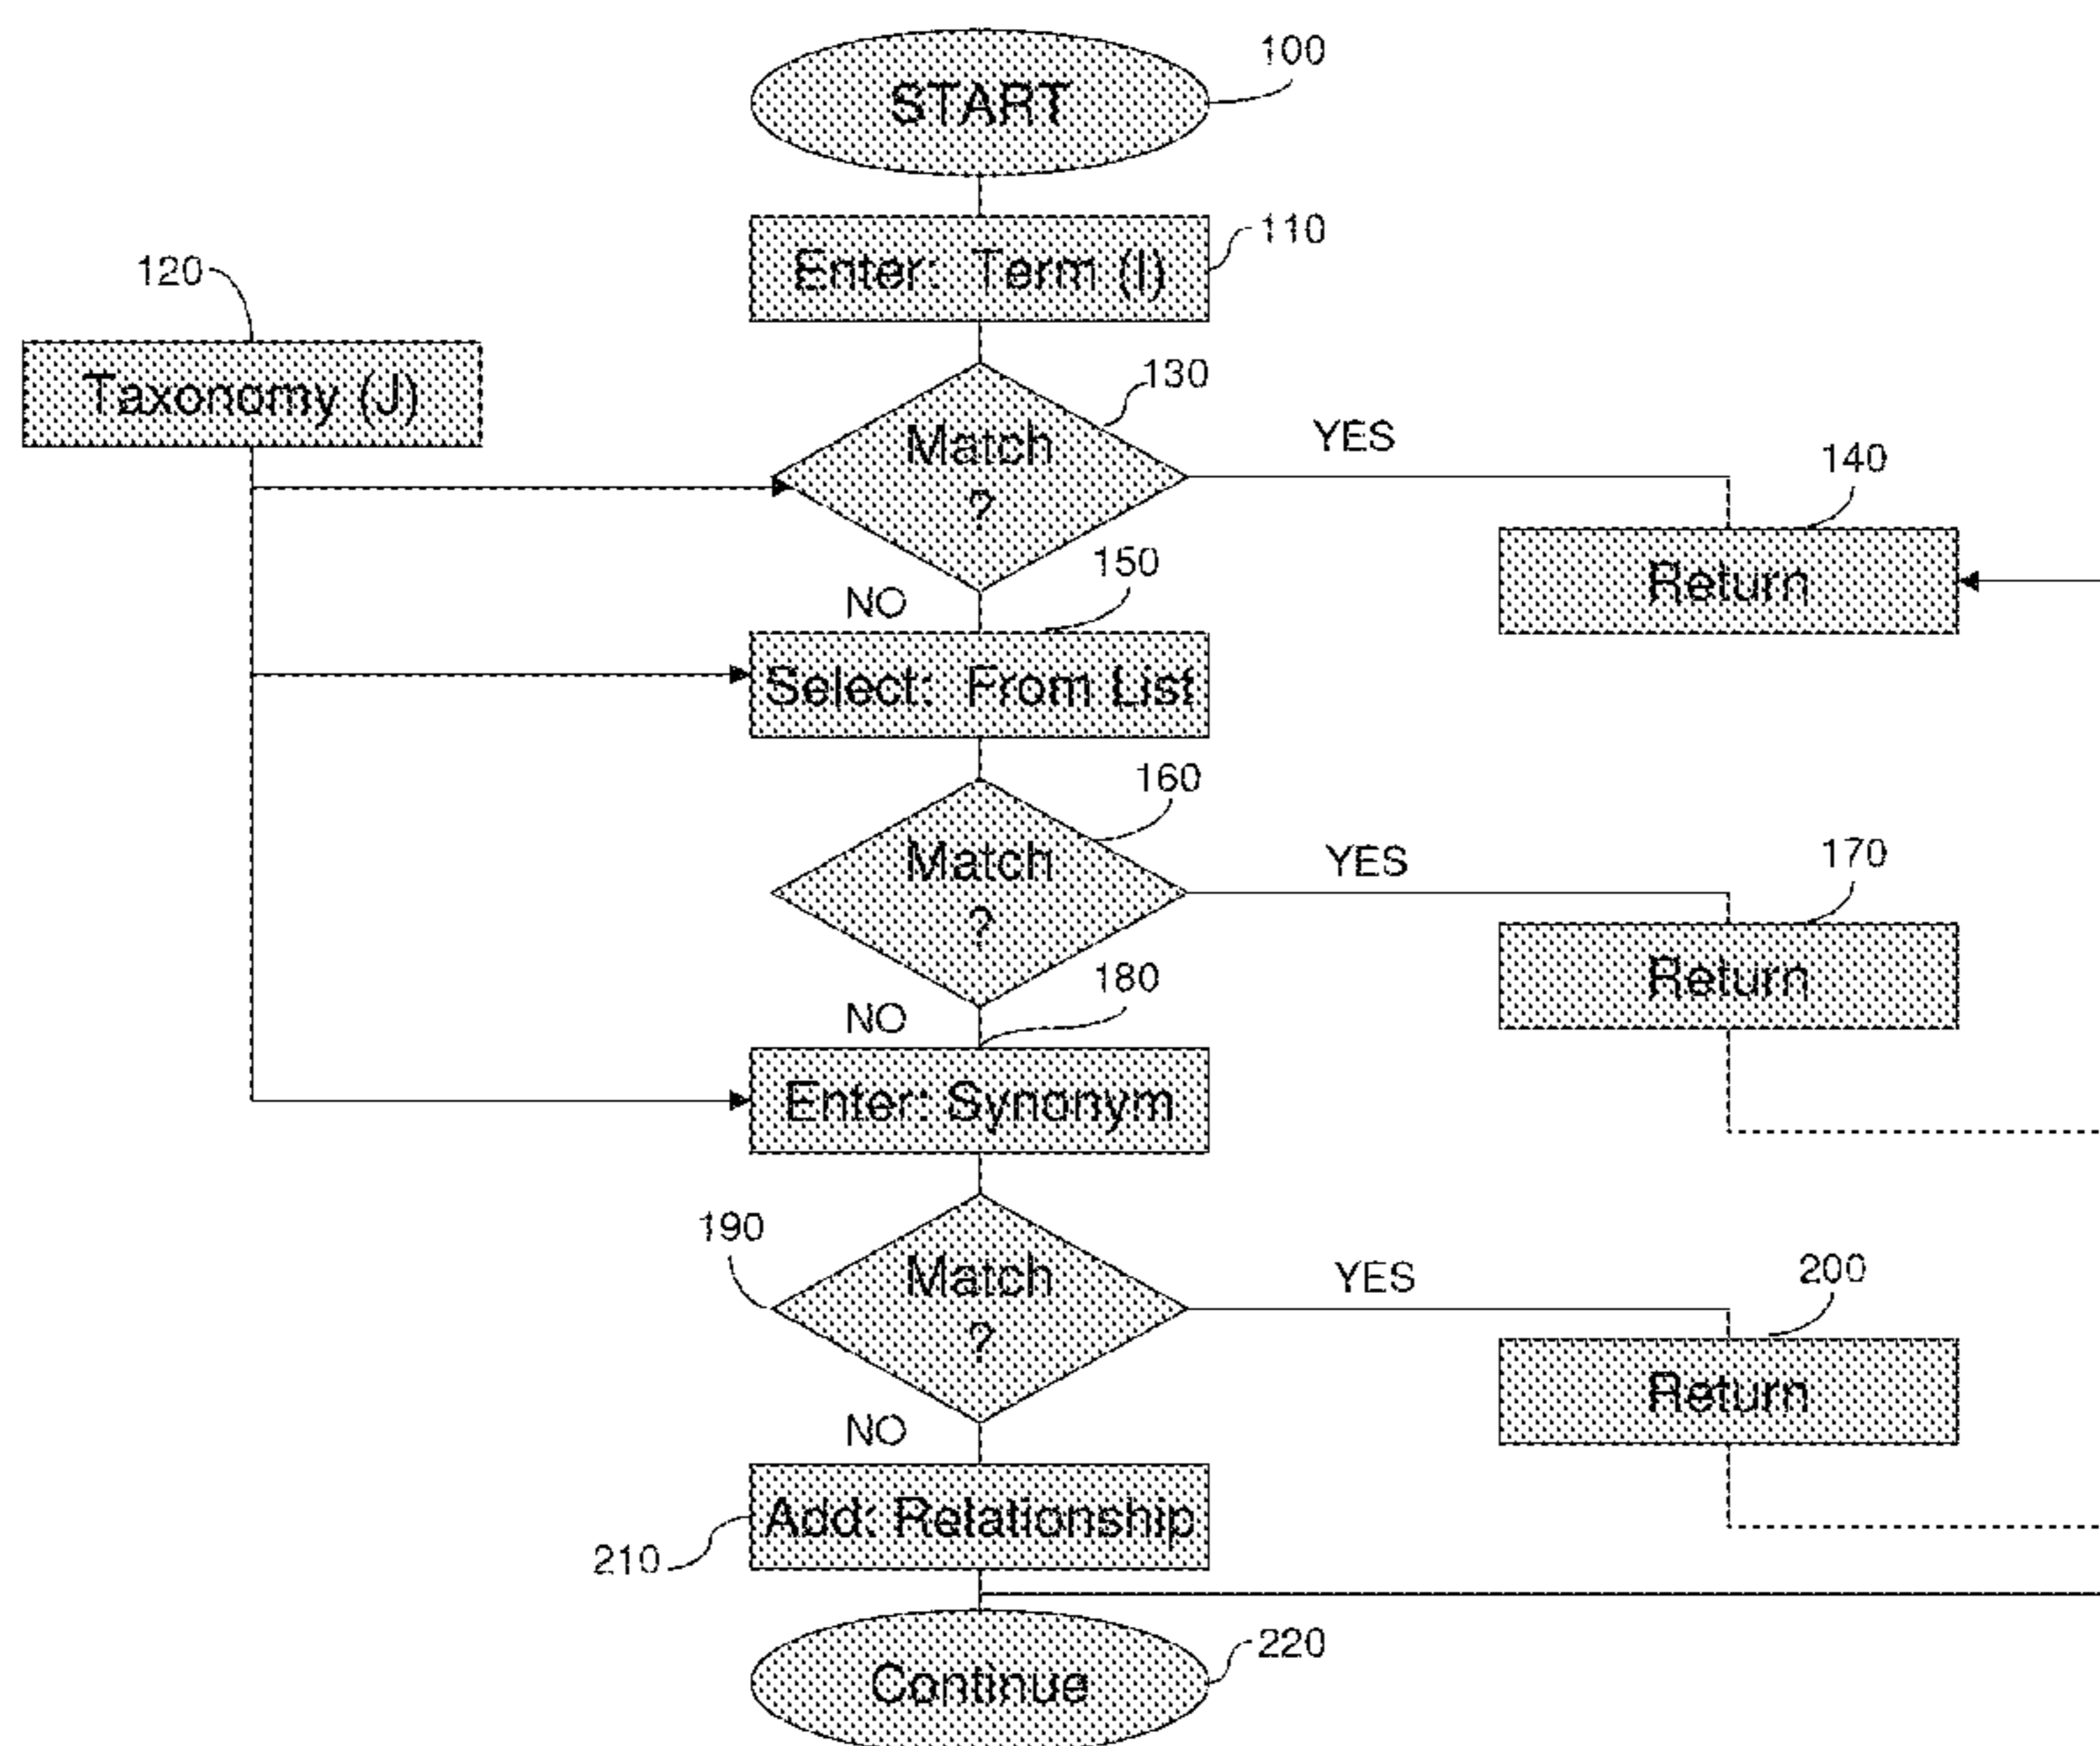 100
START
110
Enter: Term (I)
120
Taxonomy (J)
130
Match
?
YES
140
Return
NO
150
Select: From List
160
Match
?
YES
170
Return
NO
180
Enter: Synonym
190
Match
?
YES
200
Return
NO
Add: Relationship
210
220
Continue